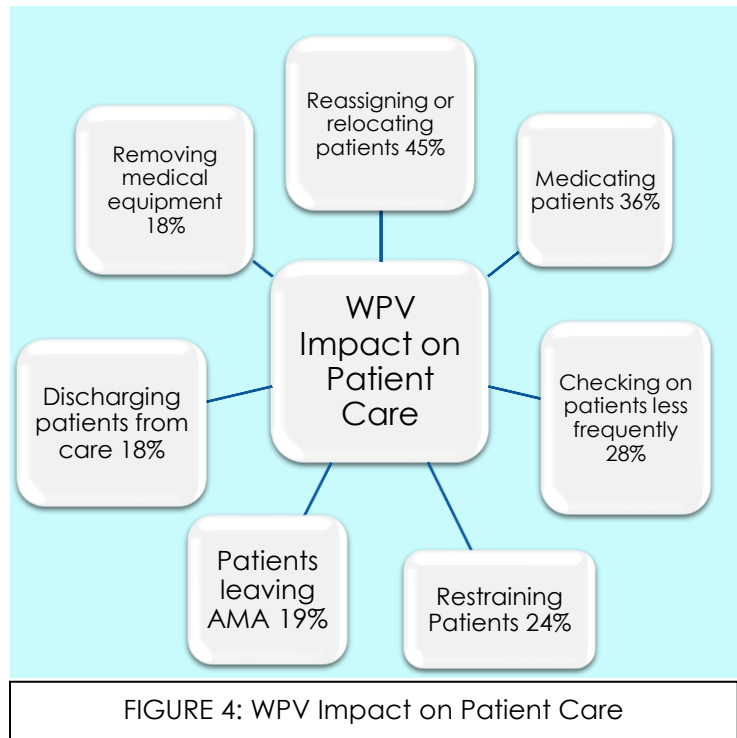 Reassigning or
relocating
patients 45%
Removing
medical
equipment
18%
Medicating
patients 36%
WPV
Impact on
Patient
Care
Discharging
patients from
care 18%
Checking on
patients less
frequently
28%
Patients
leaving
AMA 19%
Restraining
Patients 24%
FIGURE 4: WPV Impact on Patient Care